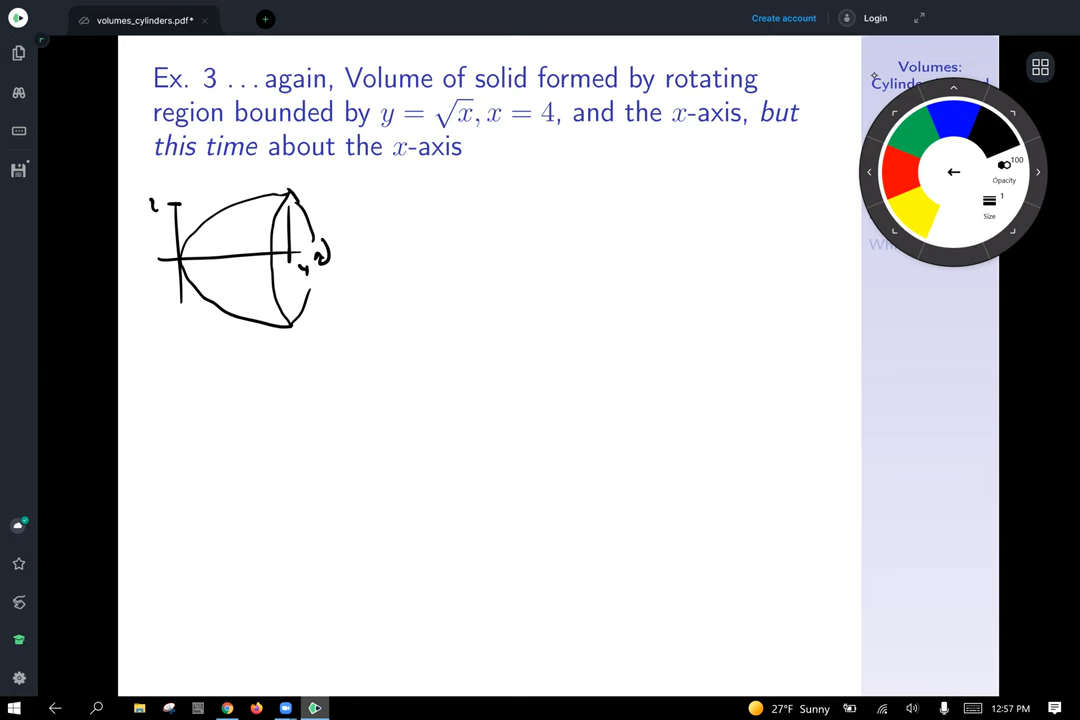 volumes_cylinders.pdf*
Create account
Login
Ex. 3 … again, Volume of solid formed by rotating
region bounded by y = √x, x = 4, and the x-axis, but
this time about the x-axis
Volumes:
100
Opacity
1
Size
4
27°F Sunny
12:57 PM